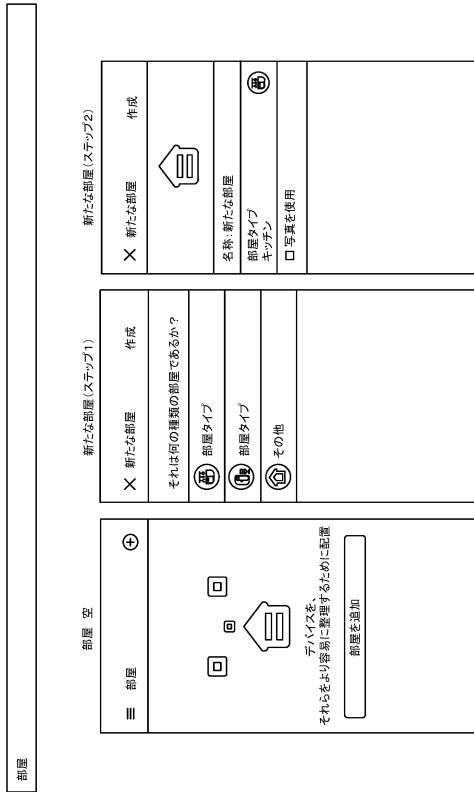 部屋
部屋 空
部屋
デバイスを、
それらをより容易に整理するために配置
部屋を追加
新たな部屋(ステップ1)
新たな部屋
作成
それは何の種類の部屋であるか?
部屋タイプ
部屋タイプ
その他
新たな部屋(ステップ2)
新たな部屋
作成
名称:新たな部屋
部屋タイプ
キッチン
写真を使用